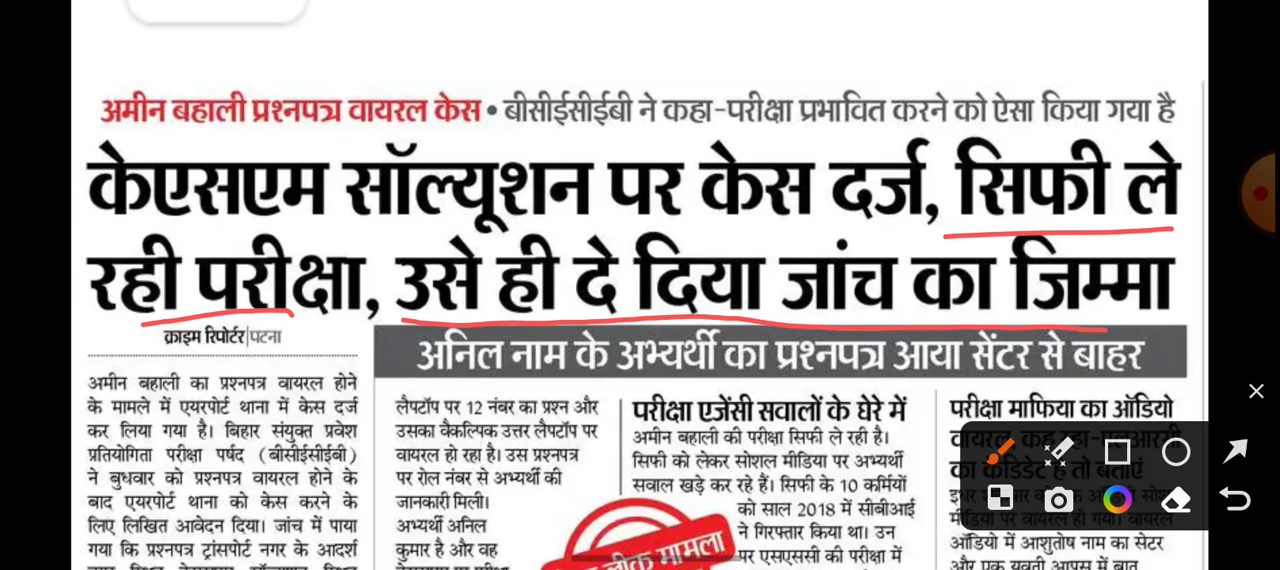 अमीन बहाली प्रश्नपत्र वायरल केस • बीसीईसीईबी ने कहा-परीक्षा प्रभावित करने को ऐसा किया गया है
केएसएम सॉल्यूशन पर केस दर्ज, सिफी ले
रही परीक्षा, उसे ही दे दिया जांच का जिम्मा
क्राइम रिपोर्टर|पटना
अमीन बहाली का प्रश्नपत्र वायरल होने
के मामले में एयरपोर्ट थाना में केस दर्ज
कर लिया गया है। बिहार संयुक्त प्रवेश
प्रतियोगिता परीक्षा पर्षद (बीसीईसीईबी)
ने बुधवार को प्रश्नपत्र वायरल होने के
बाद एयरपोर्ट थाना को केस करने के
लिए लिखित आवेदन दिया। जांच में पाया
गया कि प्रश्नपत्र ट्रांसपोर्ट नगर के आदर्श
अनिल नाम के अभ्यर्थी का प्रश्नपत्र आया सेंटर से बाहर
लैपटॉप पर 12 नंबर का प्रश्न और
उसका वैकल्पिक उत्तर लैपटॉप पर
वायरल हो रहा है। उस प्रश्नपत्र
पर रोल नंबर से अभ्यर्थी की
जानकारी मिली।
अभ्यर्थी अनिल
कुमार है और वह
लीक मामला
परीक्षा एजेंसी सवालों के घेरे में
अमीन बहाली की परीक्षा सिफी ले रही है।
सिफी को लेकर सोशल मीडिया पर अभ्यर्थी
सवाल खड़े कर रहे हैं। सिफी के 10 कर्मियों
को साल 2018 में सीबीआई
ने गिरफ्तार किया था। उन
पर एसएससी की परीक्षा में
परीक्षा माफिया का ऑडियो
वायरल
मीडिया पर वायरल हो गया। वायरल
ऑडियो में आशुतोष नाम का सेटर
और एक युवती आपस में बात